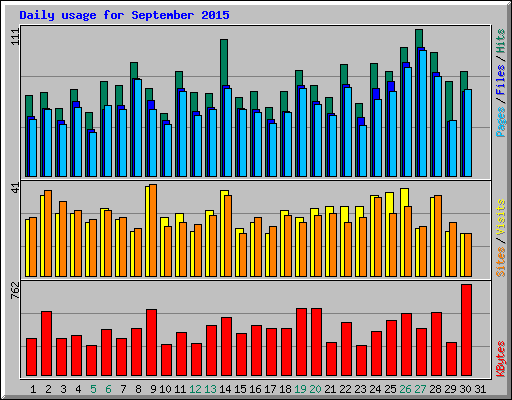 Daily usage for September 2015
111
Pages / Files / Hits
41
Sites / Visits
762
KBytes
1 2 3 4 5 6 7 8 9 10 11 12 13 14 15 16 17 18 19 20 21 22 23 24 25 26 27 28 29 30 31